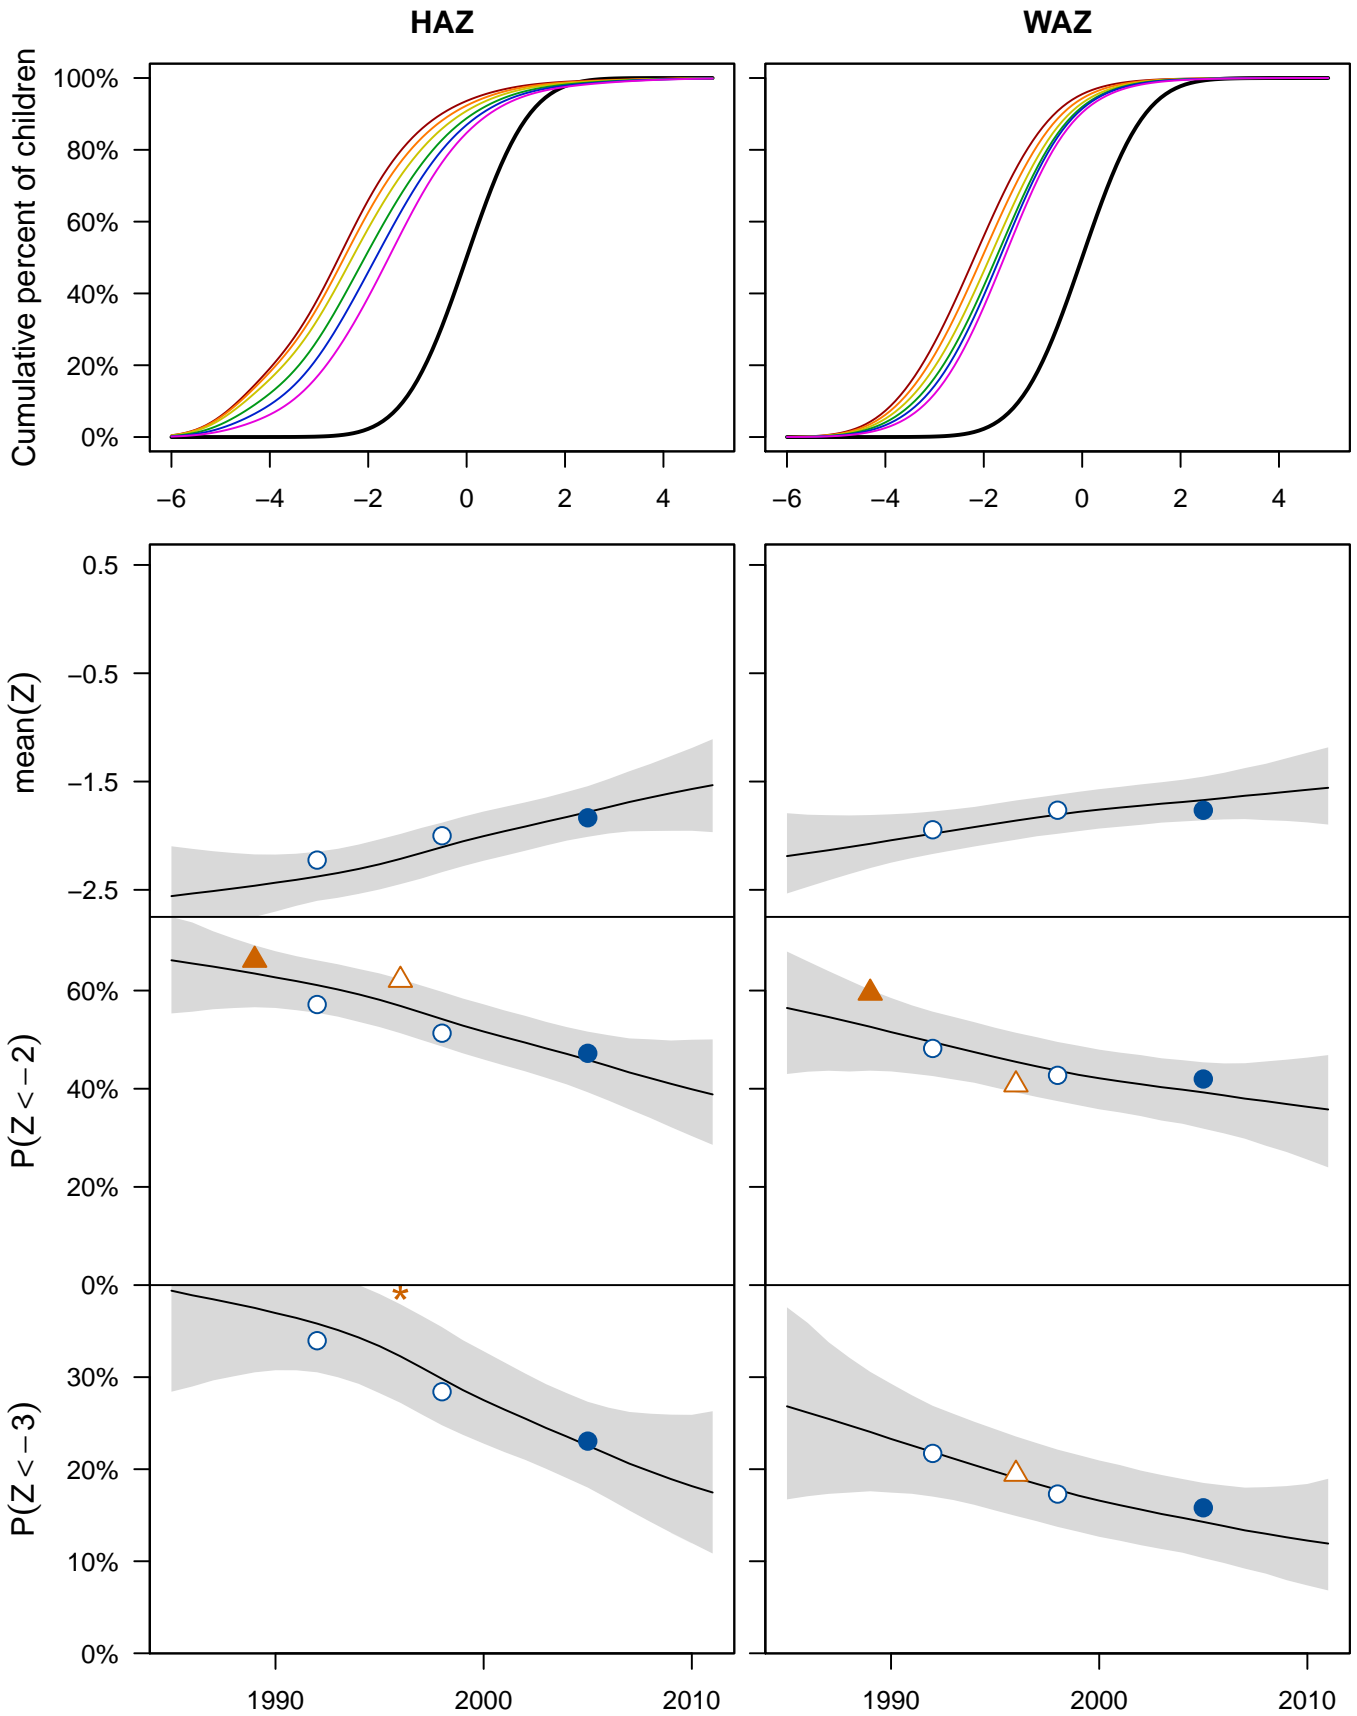 HAZ
WAZ
Cumulative percent of children
100%
80%
60%
40%
20%
0%
−6 −4 −2 0 2 4
−6 −4 −2 0 2 4
mean(Z)
0.5
−0.5
−1.5
−2.5
P(Z < −2)
60%
40%
20%
0%
*
P(Z < −3)
30%
20%
10%
0%
1990 2000 2010
1990 2000 2010